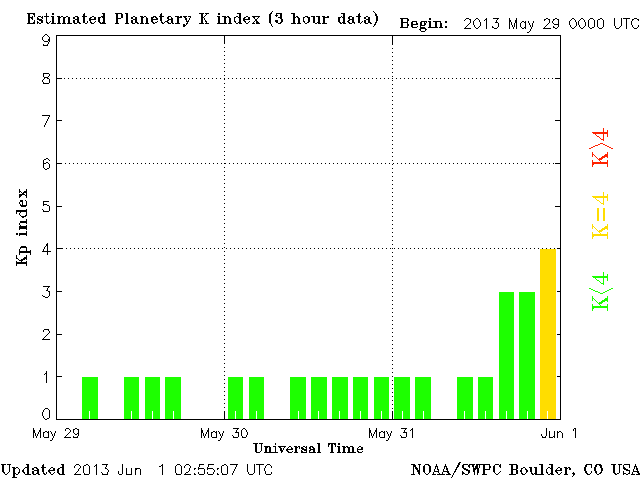 Estimated Planetary K index (3 hour data) Begin: 2013 May 29 0000 UTC
9
8
7
6
5
4
3
2
1
0
Kp index
K>4
K=4
K<4
May 29 May 30 May 31 Jun 1
Universal Time
Updated 2013 Jun 1 02:55:07 UTC NOAA/SWPC Boulder, CO USA